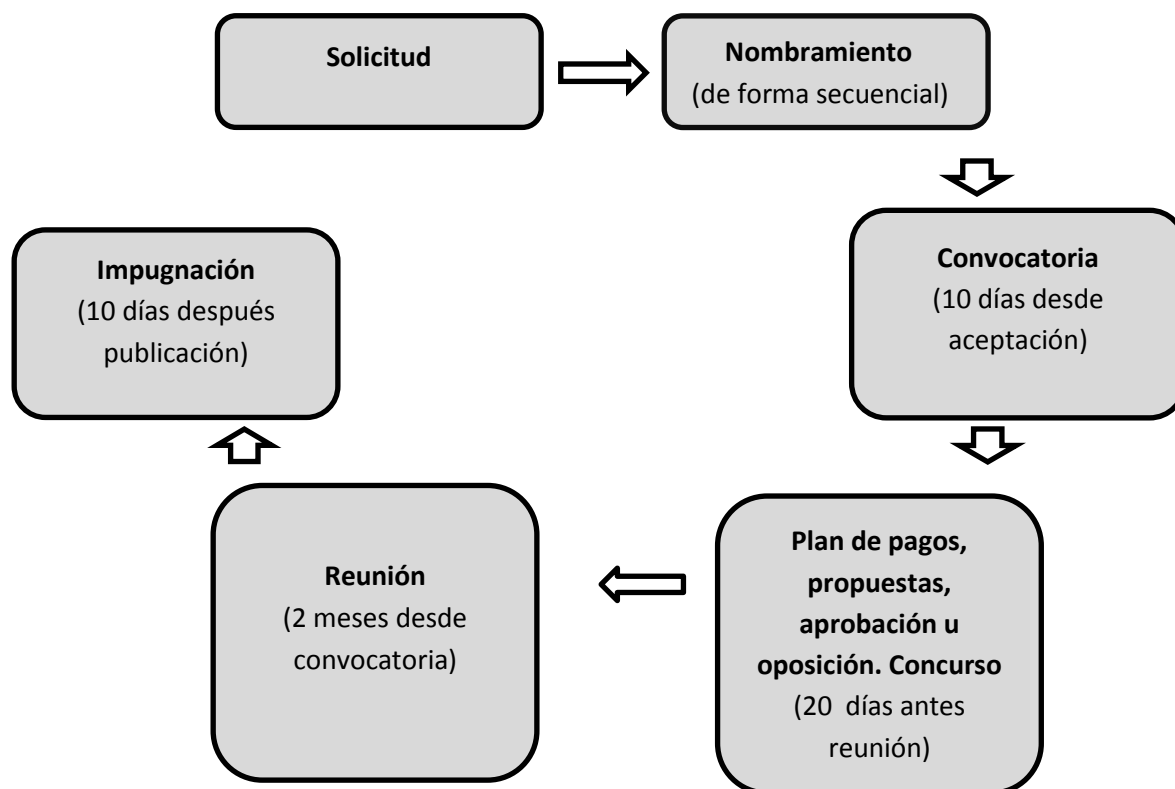 Solicitud
Nombramiento
(de forma secuencial)
Convocatoria
(10 días desde
aceptación)
Plan de pagos,
propuestas,
aprobación u
oposición. Concurso
(20  días antes
reunión)
Reunión
(2 meses desde
convocatoria)
Impugnación
(10 días después
publicación)